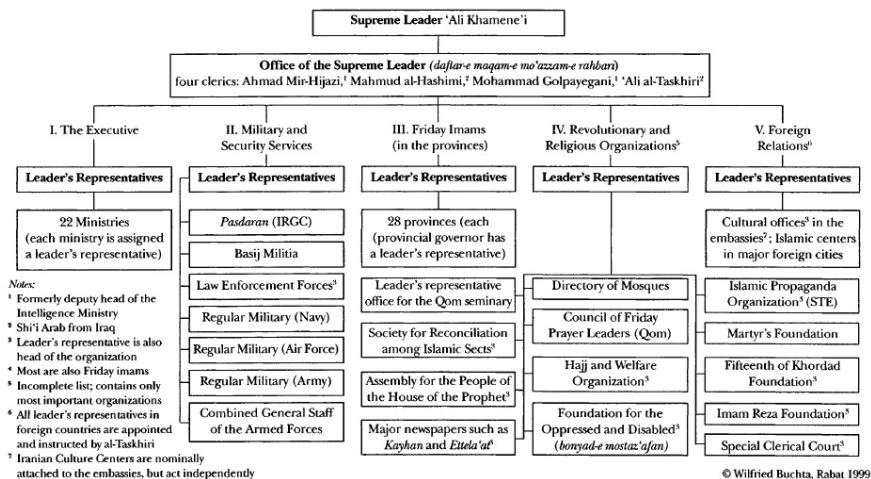 Supreme Leader ‘Ali Khamene’i
Office of the Supreme Leader (daftar-e maqam-e mo‘azzam-e rahbari)
four clerics: Ahmad Mir-Hijazi,¹ Mahmud al-Hashimi,² Mohammad Golpayegani,¹ ‘Ali al-Taskhiri²
I. The Executive
Leader’s Representatives
22 Ministries
(each ministry is assigned
a leader’s representative)
II. Military and
Security Services
Leader’s Representatives
Pasdaran (IRGC)
Basij Militia
Law Enforcement Forces³
Regular Military (Navy)
Regular Military (Air Force)
Regular Military (Army)
Combined General Staff
of the Armed Forces
III. Friday Imams
(in the provinces)
Leader’s Representatives
28 provinces (each
(provincial governor has
a leader’s representative)
IV. Revolutionary and
Religious Organizations⁵
Leader’s Representatives
Leader’s representative
office for the Qom seminary
Society for Reconciliation
among Islamic Sects³
Assembly for the People of
the House of the Prophet³
Major newspapers such as
Kayhan and Ettela‘at³
Directory of Mosques
Council of Friday
Prayer Leaders (Qom)
Hajj and Welfare
Organization³
Foundation for the
Oppressed and Disabled³
(bonyad-e mostaz‘afan)
Islamic Propaganda
Organization³ (STE)
Martyr’s Foundation
Fifteenth of Khordad
Foundation³
Imam Reza Foundation³
Special Clerical Court³
V. Foreign
Relations⁶
Leader’s Representatives
Cultural offices³ in the
embassies⁷; Islamic centers
in major foreign cities
Notes:
¹ Formerly deputy head of the
Intelligence Ministry
² Shi‘i Arab from Iraq
³ Leader’s representative is also
head of the organization
⁴ Most are also Friday imams
⁵ Incomplete list; contains only
most important organizations
⁶ All leader’s representatives in
foreign countries are appointed
and instructed by al-Taskhiri
⁷ Iranian Culture Centers are nominally
attached to the embassies, but act independently
© Wilfried Buchta, Rabat 1999